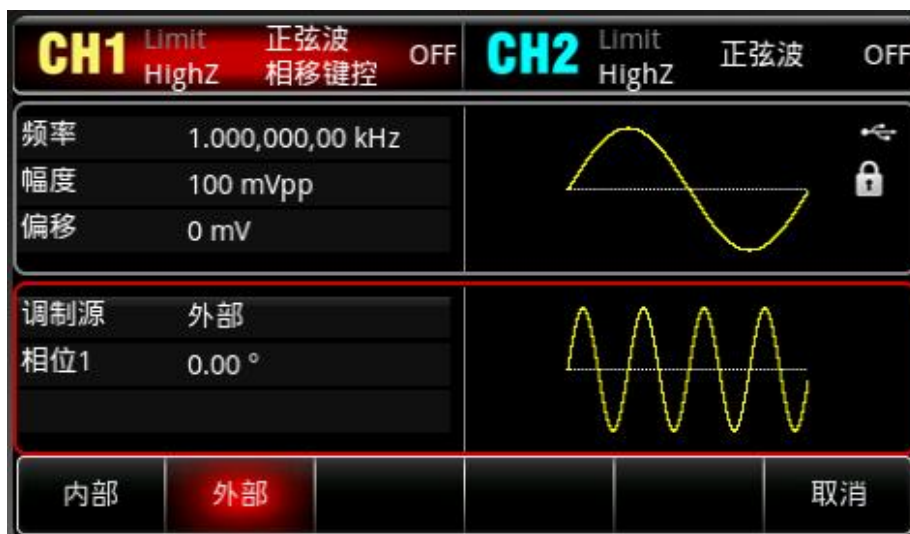 CH1 Limit 正弦波 OFF CH2 Limit 正弦波 OFF
HighZ 相移键控 HighZ
频率 1.000,000,00 kHz
幅度 100 mVpp
偏移 0 mV
调制源 外部
相位1 0.00 °
内部 外部 取消